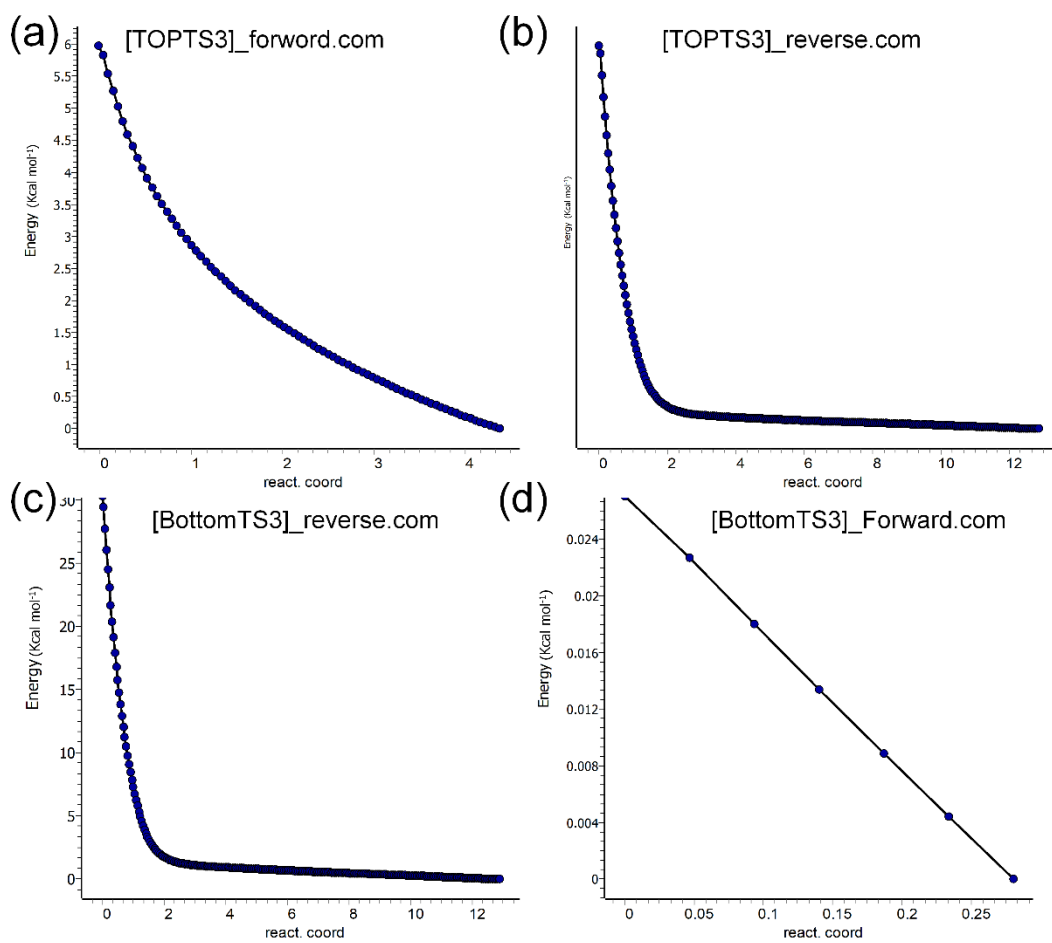 (a)
[TOPTS3]_forword.com
6
5.5
5
4.5
4
3.5
3
2.5
2
1.5
1
0.5
0
Energy (Kcal mol⁻¹)
0 1 2 3 4
react. coord
(b)
[TOPTS3]_reverse.com
Energy (Kcal mol⁻¹)
0 2 4 6 8 10 12
react. coord
(c)
[BottomTS3]_reverse.com
30
25
20
15
10
5
0
Energy (Kcal mol⁻¹)
0 2 4 6 8 10 12
react. coord
(d)
[BottomTS3]_Forward.com
0.024
0.02
0.016
0.012
0.008
0.004
0
Energy (Kcal mol⁻¹)
0 0.05 0.1 0.15 0.2 0.25
react. coord